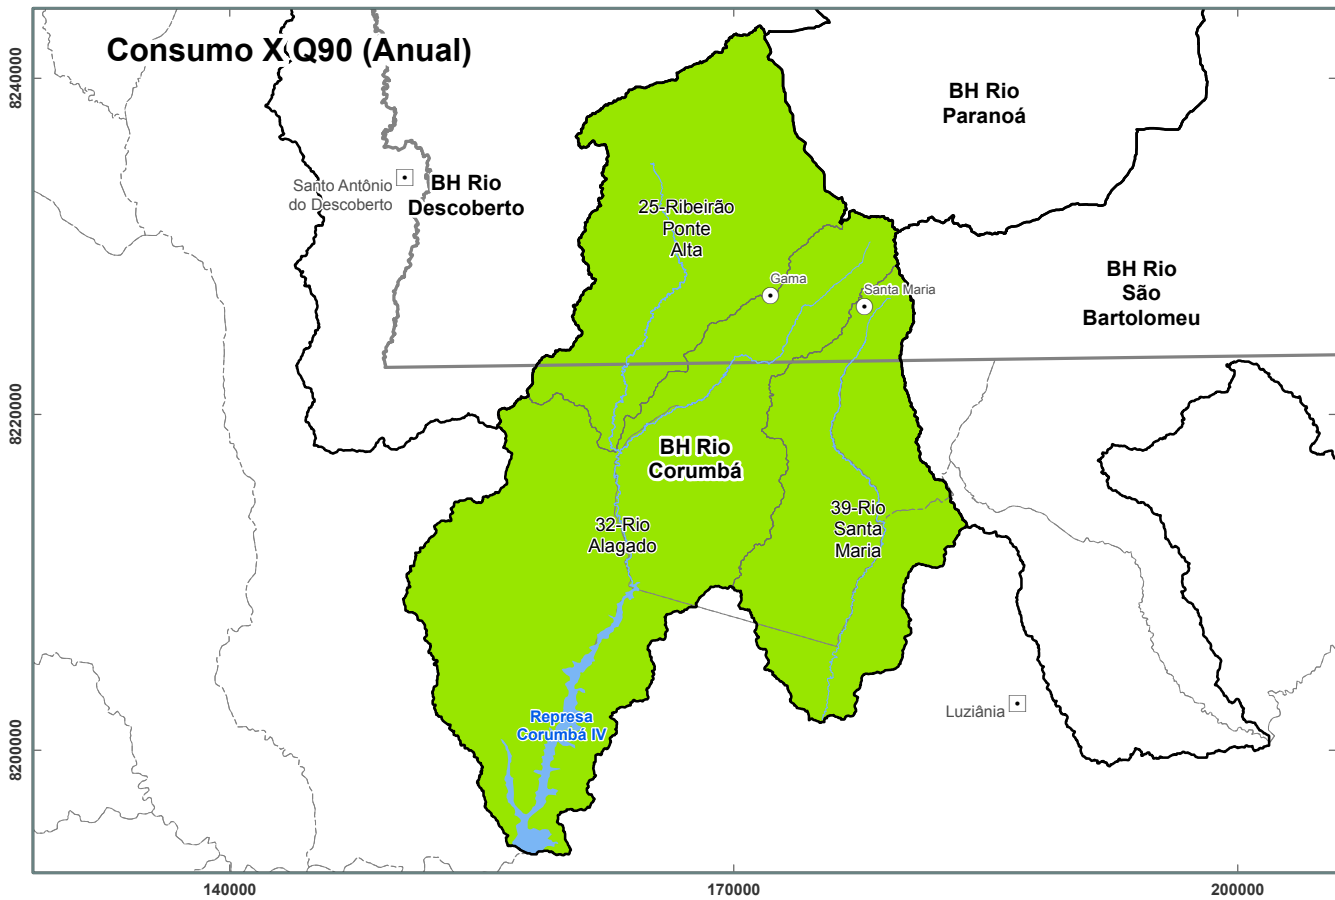 Consumo X Q90 (Anual)
BH Rio
Paranoá
Santo Antônio
do Descoberto
BH Rio
Descoberto
25-Ribeirão
Ponte
Alta
Gama
Santa Maria
BH Rio
São
Bartolomeu
BH Rio
Corumbá
32-Rio
Alagado
39-Rio
Santa
Maria
Represa
Corumbá IV
Luziânia
8240000
8220000
8200000
140000
170000
200000